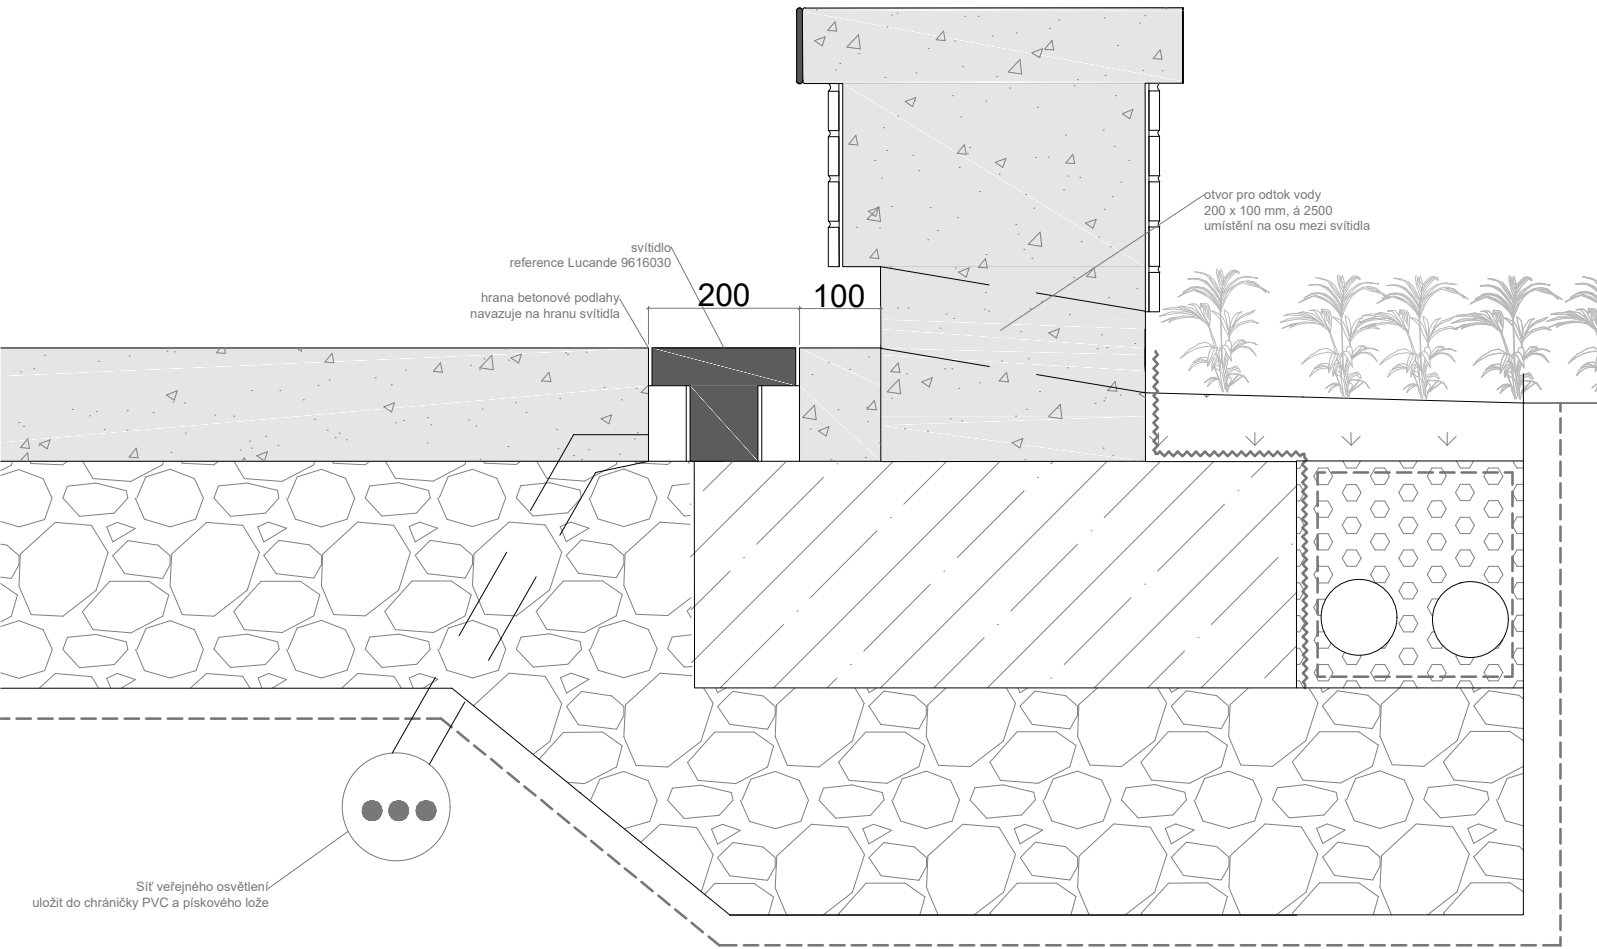 otvor pro odtok vody
200 x 100 mm, á 2500
umístění na osu mezi svítidla
svítidlo
reference Lucande 9616030
hrana betonové podlahy
navazuje na hranu svítidla
200
100
Síť veřejného osvětlení
uložit do chráničky PVC a pískového lože